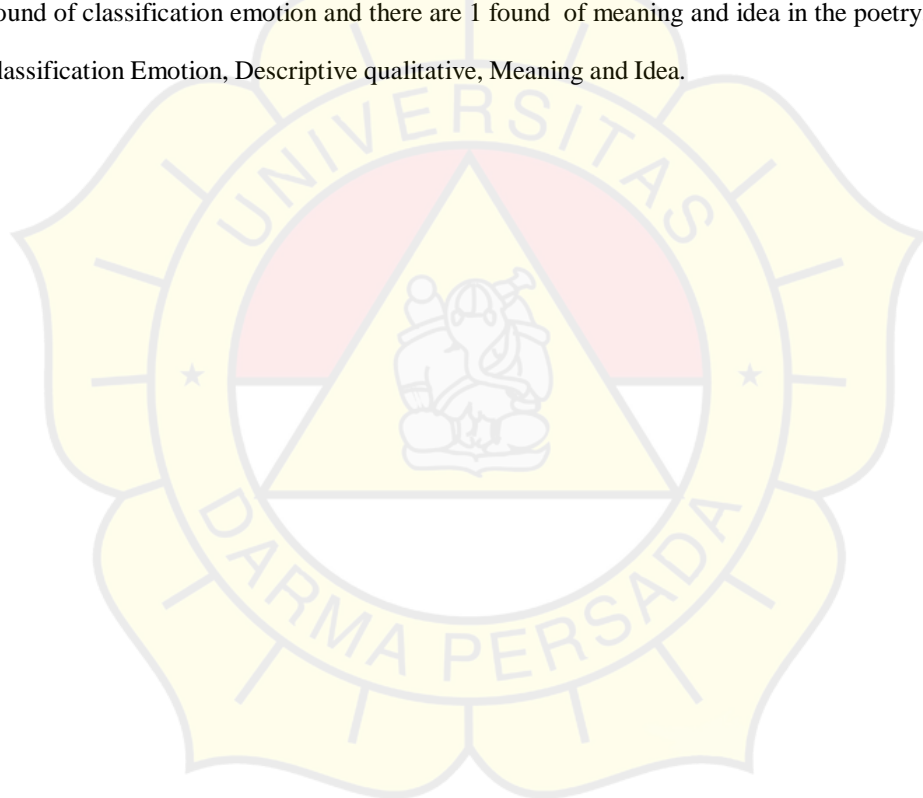 ound of classification emotion and there are 1 found of meaning and idea in the poetry
lassification Emotion, Descriptive qualitative, Meaning and Idea.
UNIVERSITAS
DARMA PERSADA